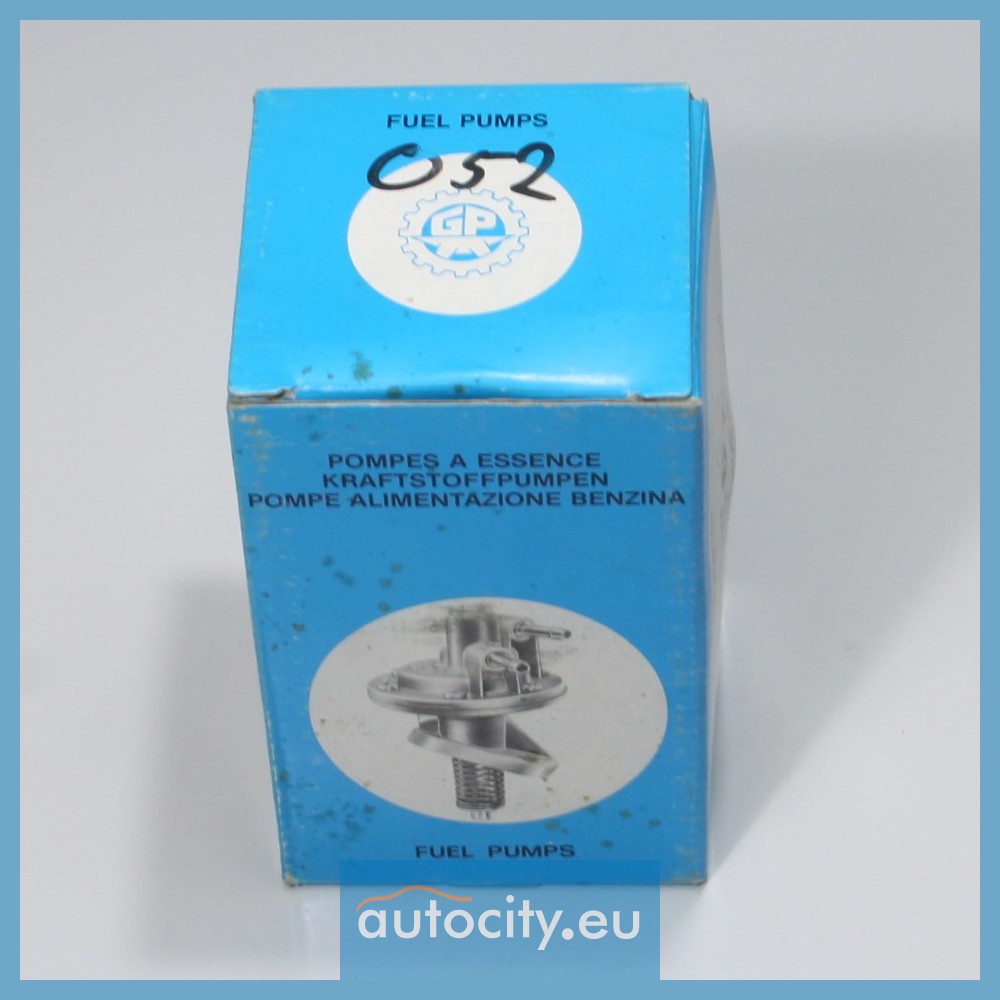 FUEL PUMPS
052
GP
POMPES A ESSENCE
KRAFTSTOFFPUMPEN
POMPE ALIMENTAZIONE BENZINA
FUEL PUMPS
autocity.eu